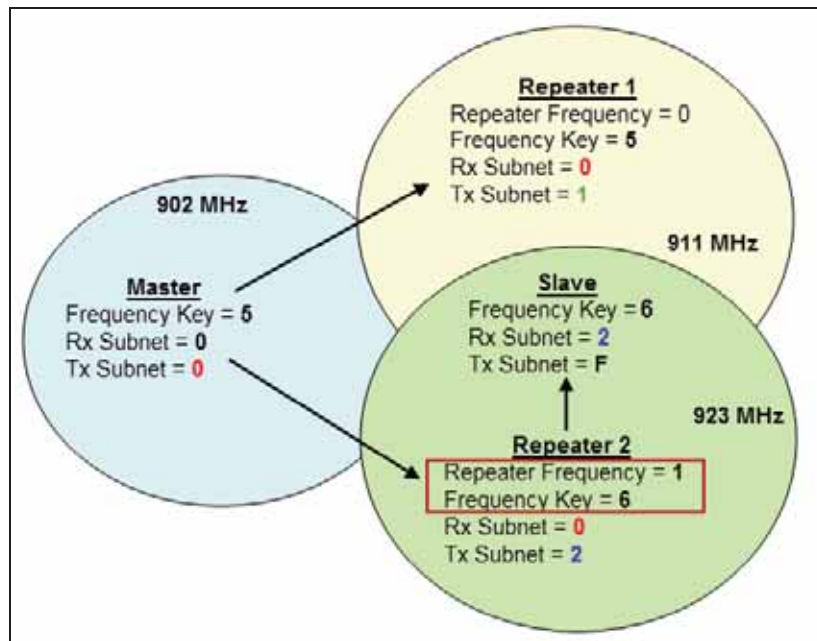 Repeater 1
Repeater Frequency = 0
Frequency Key = 5
Rx Subnet = 0
Tx Subnet = 1
902 MHz
911 MHz
Master
Frequency Key = 5
Rx Subnet = 0
Tx Subnet = 0
Slave
Frequency Key = 6
Rx Subnet = 2
Tx Subnet = F
923 MHz
Repeater 2
Repeater Frequency = 1
Frequency Key = 6
Rx Subnet = 0
Tx Subnet = 2